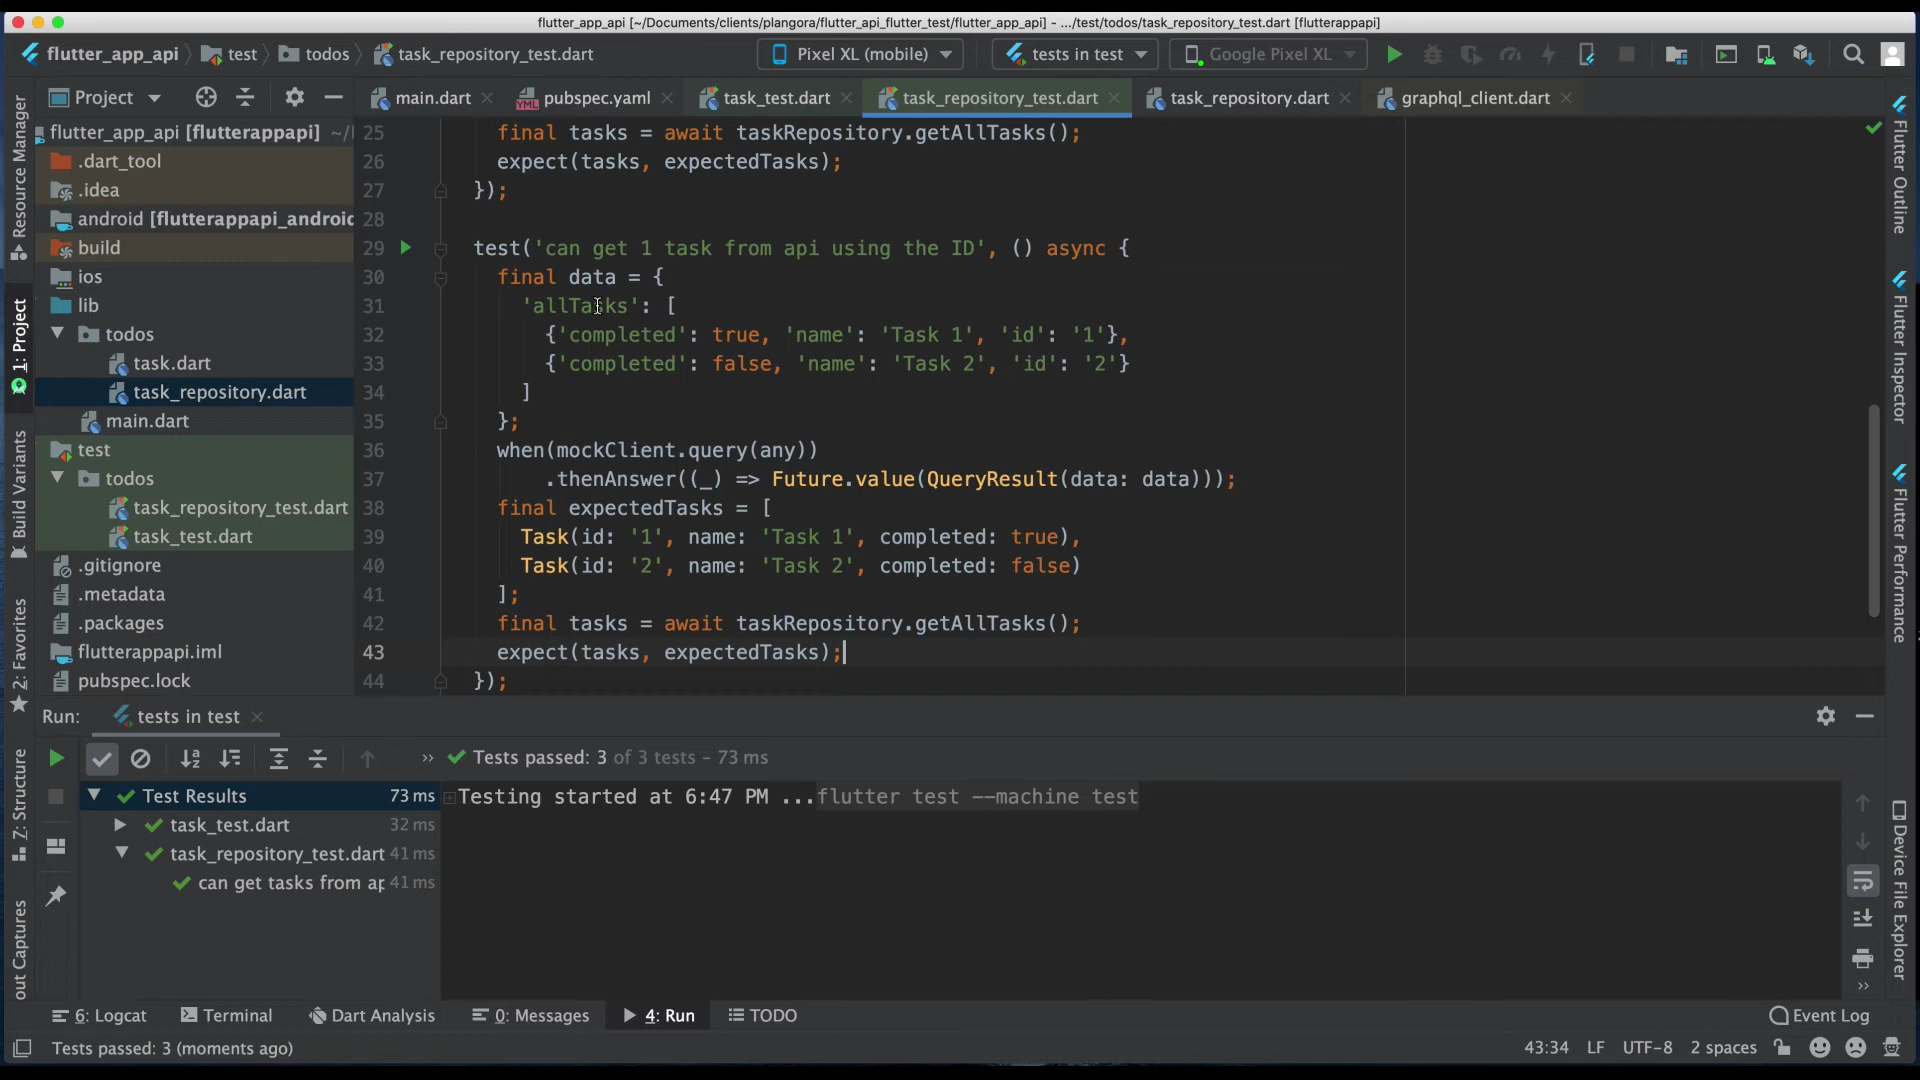 flutter_app_api [~/Documents/clients/plangora/flutter_api_flutter_test/flutter_app_api] - .../test/todos/task_repository_test.dart [flutterappapi]
flutter_app_api test todos task_repository_test.dart Pixel XL (mobile) tests in test Google Pixel XL
Project main.dart pubspec.yaml task_test.dart task_repository_test.dart task_repository.dart graphql_client.dart
Resource Manager
1: Project
Build Variants
2: Favorites
7: Structure
out Captures
flutter_app_api [flutterappapi] ~/
.dart_tool
.idea
android [flutterappapi_android
build
ios
lib
todos
task.dart
task_repository.dart
main.dart
test
todos
task_repository_test.dart
task_test.dart
.gitignore
.metadata
.packages
flutterappapi.iml
pubspec.lock
25 final tasks = await taskRepository.getAllTasks();
26 expect(tasks, expectedTasks);
27 });
28
29 test('can get 1 task from api using the ID', () async {
30 final data = {
31 'allTasks': [
32 {'completed': true, 'name': 'Task 1', 'id': '1'},
33 {'completed': false, 'name': 'Task 2', 'id': '2'}
34 ]
35 };
36 when(mockClient.query(any))
37 .thenAnswer((_) => Future.value(QueryResult(data: data)));
38 final expectedTasks = [
39 Task(id: '1', name: 'Task 1', completed: true),
40 Task(id: '2', name: 'Task 2', completed: false)
41 ];
42 final tasks = await taskRepository.getAllTasks();
43 expect(tasks, expectedTasks);
44 });
Flutter Outline
Flutter Inspector
Flutter Performance
Device File Explorer
Run: tests in test
» Tests passed: 3 of 3 tests – 73 ms
Test Results 73 ms
task_test.dart 32 ms
task_repository_test.dart 41 ms
can get tasks from ap 41 ms
Testing started at 6:47 PM ...flutter test --machine test
6: Logcat Terminal Dart Analysis 0: Messages 4: Run TODO Event Log
Tests passed: 3 (moments ago) 43:34 LF UTF-8 2 spaces